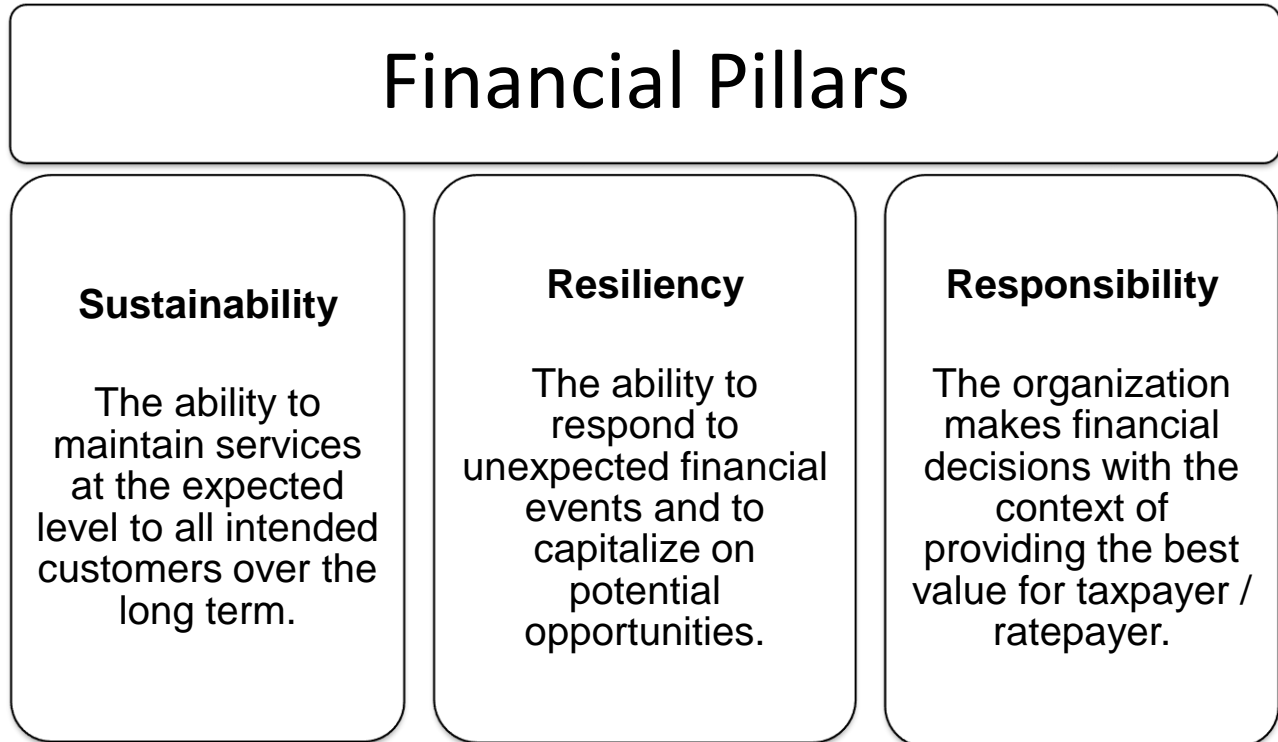 Financial Pillars
Sustainability
The ability to
maintain services
at the expected
level to all intended
customers over the
long term.
Resiliency
The ability to
respond to
unexpected financial
events and to
capitalize on
potential
opportunities.
Responsibility
The organization
makes financial
decisions with the
context of
providing the best
value for taxpayer /
ratepayer.